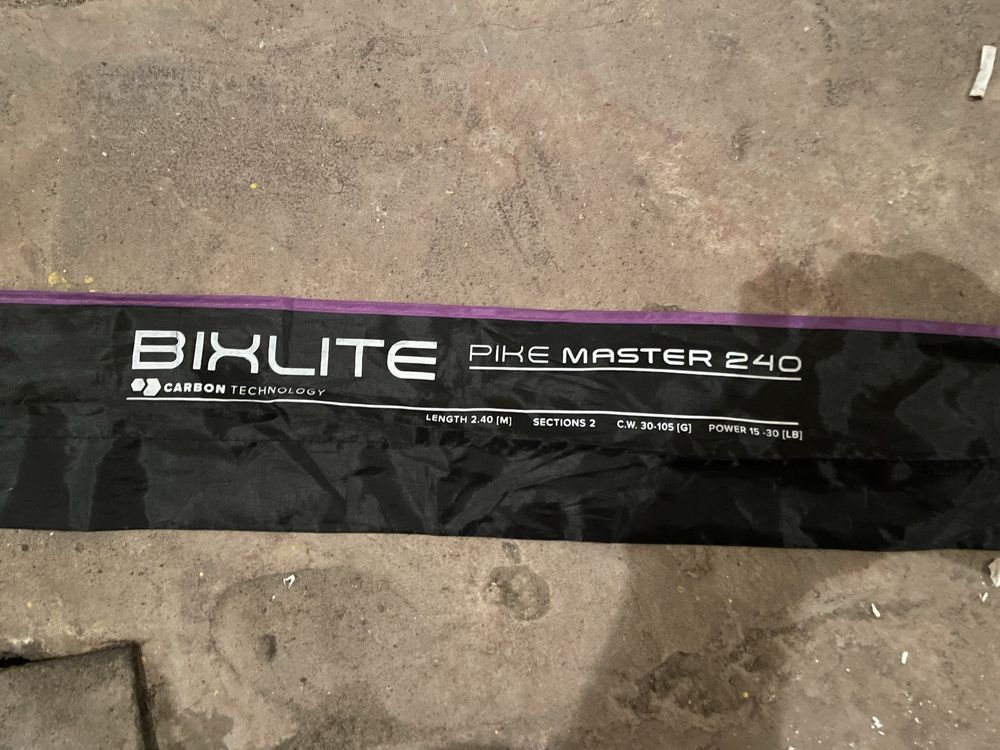 BIXLITE PIKE MASTER 240
CARBON TECHNOLOGY
LENGTH 2.40 [M] SECTIONS 2 C.W. 30-105 [G] POWER 15 -30 [LB]